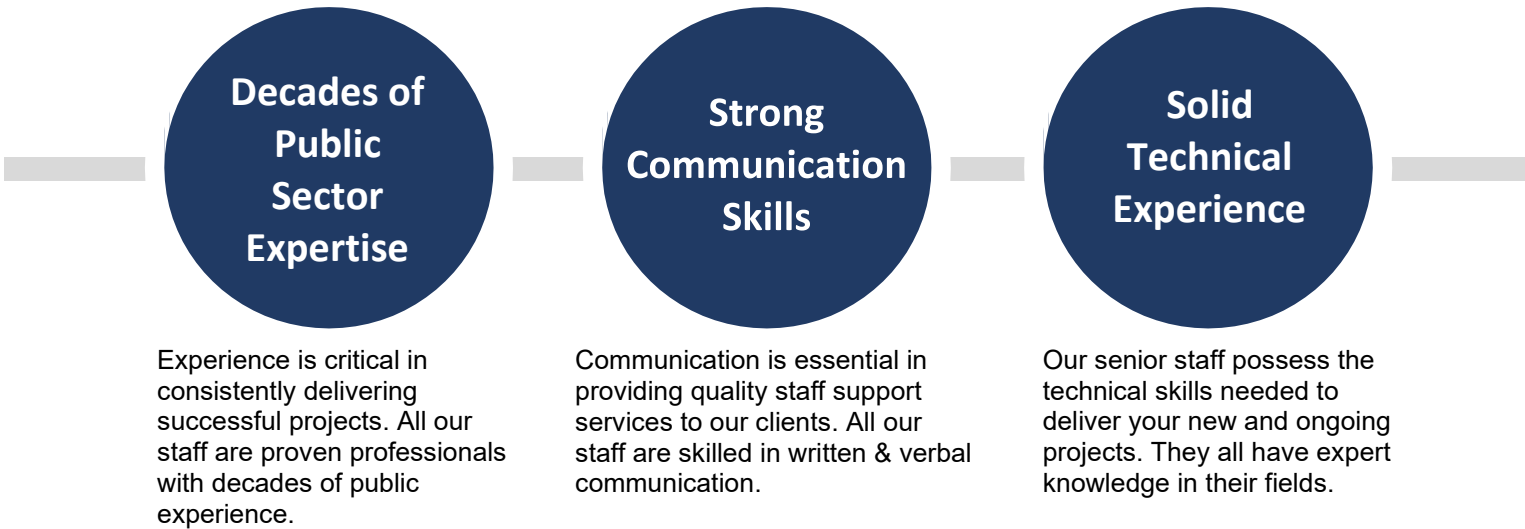 Decades of
Public
Sector
Expertise
Experience is critical in
consistently delivering
successful projects. All our
staff are proven professionals
with decades of public
experience.
Strong
Communication
Skills
Communication is essential in
providing quality staff support
services to our clients. All our
staff are skilled in written & verbal
communication.
Solid
Technical
Experience
Our senior staff possess the
technical skills needed to
deliver your new and ongoing
projects. They all have expert
knowledge in their fields.